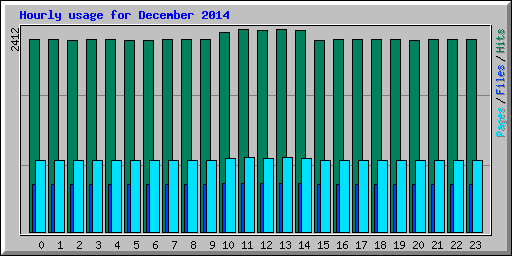 Hourly usage for December 2014
2412
0 1 2 3 4 5 6 7 8 9 10 11 12 13 14 15 16 17 18 19 20 21 22 23
Pages/Files/Hits